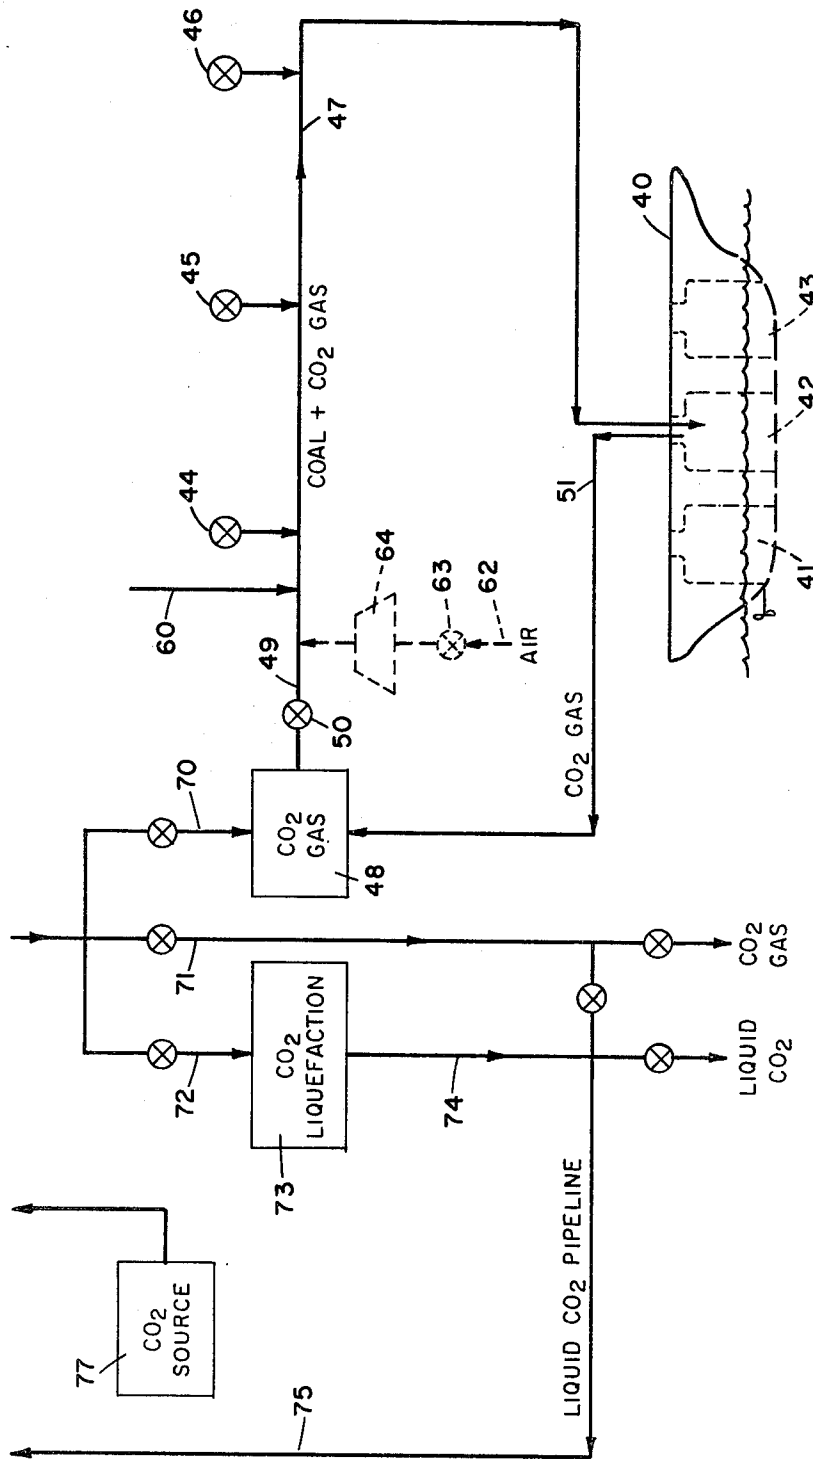 46
47
45
COAL + CO2 GAS
44
60
64
63
62
AIR
49
50
51
CO2 GAS
40
43
42
41
70
CO2
GAS
48
71
CO2
GAS
72
CO2
LIQUEFACTION
73
74
LIQUID
CO2
CO2
SOURCE
77
LIQUID CO2 PIPELINE
75